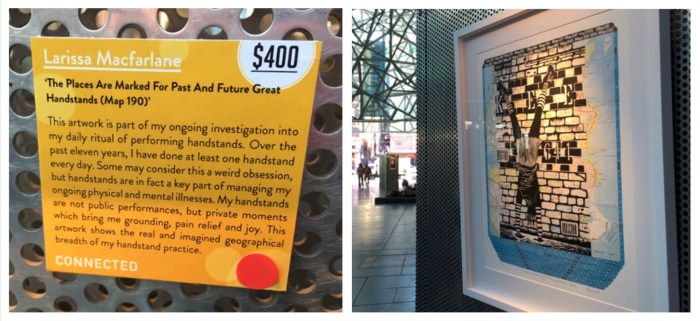 Larissa Macfarlane
$400
'The Places Are Marked For Past And Future Great
Handstands (Map 190)'
This artwork is part of my ongoing investigation into
my daily ritual of performing handstands. Over the
past eleven years, I have done at least one handstand
every day. Some may consider this a weird obsession,
but handstands are in fact a key part of managing my
ongoing physical and mental illnesses. My handstands
are not public performances, but private moments
which bring me grounding, pain relief and joy. This
artwork shows the real and imagined geographical
breadth of my handstand practice.
CONNECTED